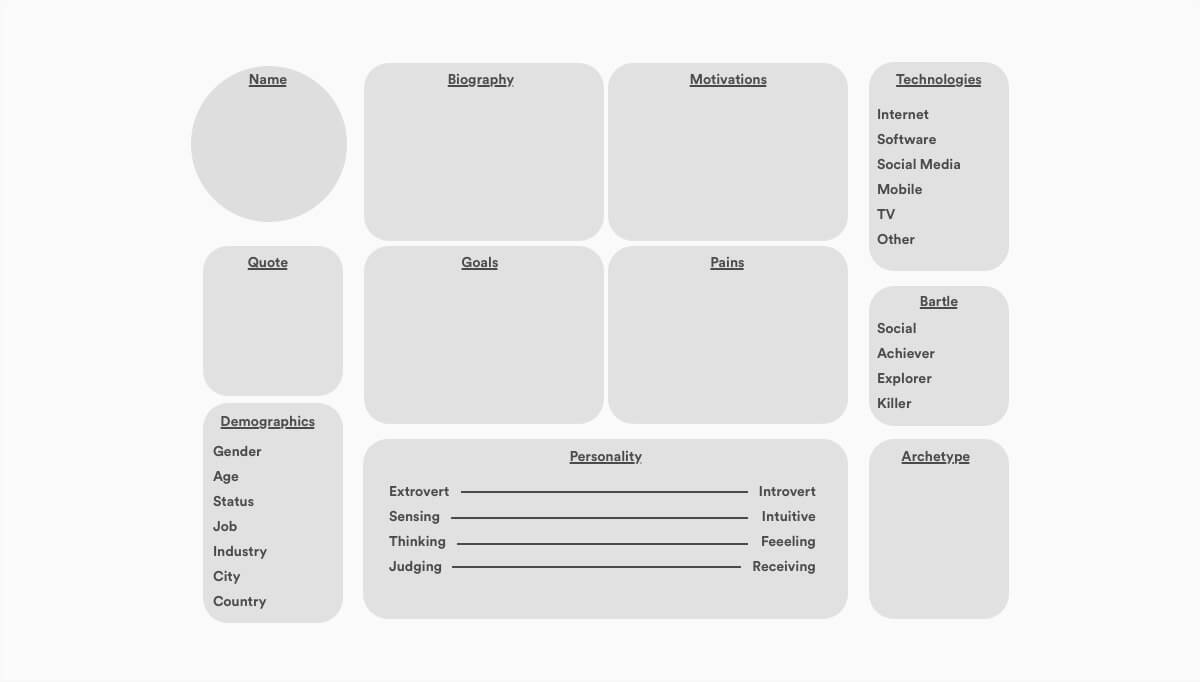 Name
Biography
Motivations
Technologies
Internet
Software
Social Media
Mobile
TV
Other
Quote
Goals
Pains
Bartle
Social
Achiever
Explorer
Killer
Demographics
Gender
Age
Status
Job
Industry
City
Country
Personality
Extrovert Introvert
Sensing Intuitive
Thinking Feeeling
Judging Receiving
Archetype